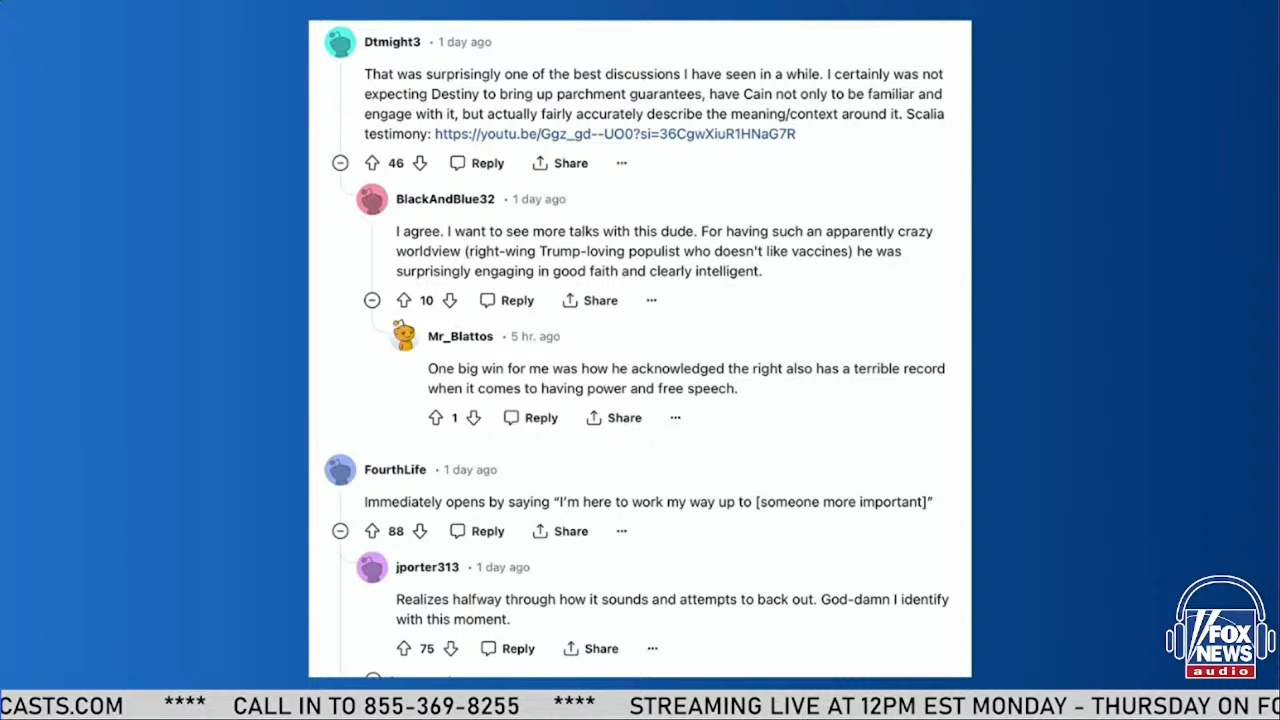 Dtmight3 • 1 day ago
That was surprisingly one of the best discussions I have seen in a while. I certainly was not
expecting Destiny to bring up parchment guarantees, have Cain not only to be familiar and
engage with it, but actually fairly accurately describe the meaning/context around it. Scalia
testimony: https://youtu.be/Ggz_gd--UO0?si=36CgwXiuR1HNaG7R
46 Reply Share ...
BlackAndBlue32 • 1 day ago
I agree. I want to see more talks with this dude. For having such an apparently crazy
worldview (right-wing Trump-loving populist who doesn't like vaccines) he was
surprisingly engaging in good faith and clearly intelligent.
10 Reply Share ...
Mr_Blattos • 5 hr. ago
One big win for me was how he acknowledged the right also has a terrible record
when it comes to having power and free speech.
1 Reply Share ...
FourthLife • 1 day ago
Immediately opens by saying “I’m here to work my way up to [someone more important]”
88 Reply Share ...
jporter313 • 1 day ago
Realizes halfway through how it sounds and attempts to back out. God-damn I identify
with this moment.
75 Reply Share ...
FOX
NEWS
audio
CASTS.COM **** CALL IN TO 855-369-8255 **** STREAMING LIVE AT 12PM EST MONDAY - THURSDAY ON FO